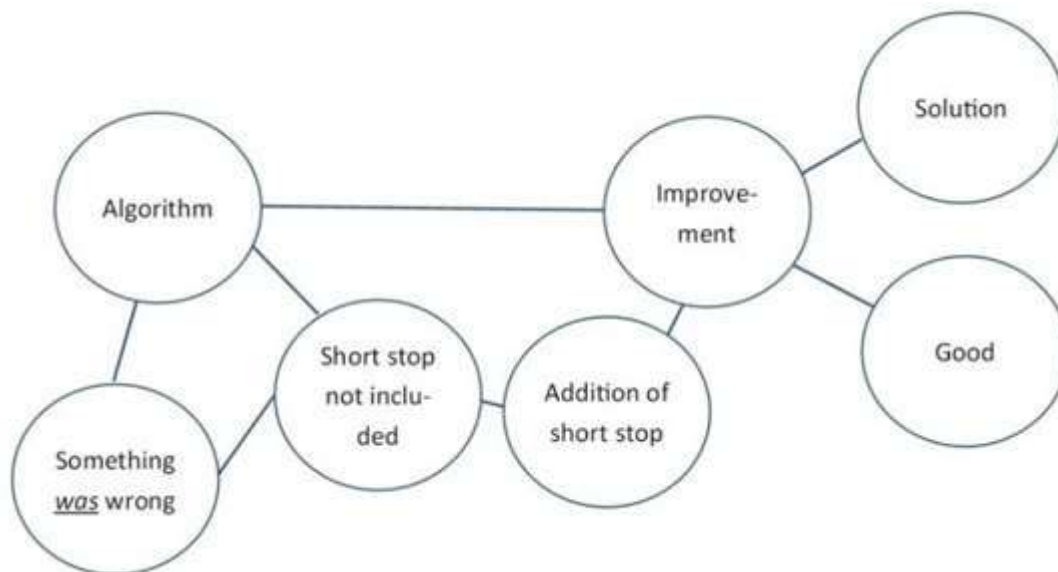 Solution
Algorithm
Improve-
ment
Short stop
not inclu-
ded
Addition of
short stop
Good
Something
was wrong